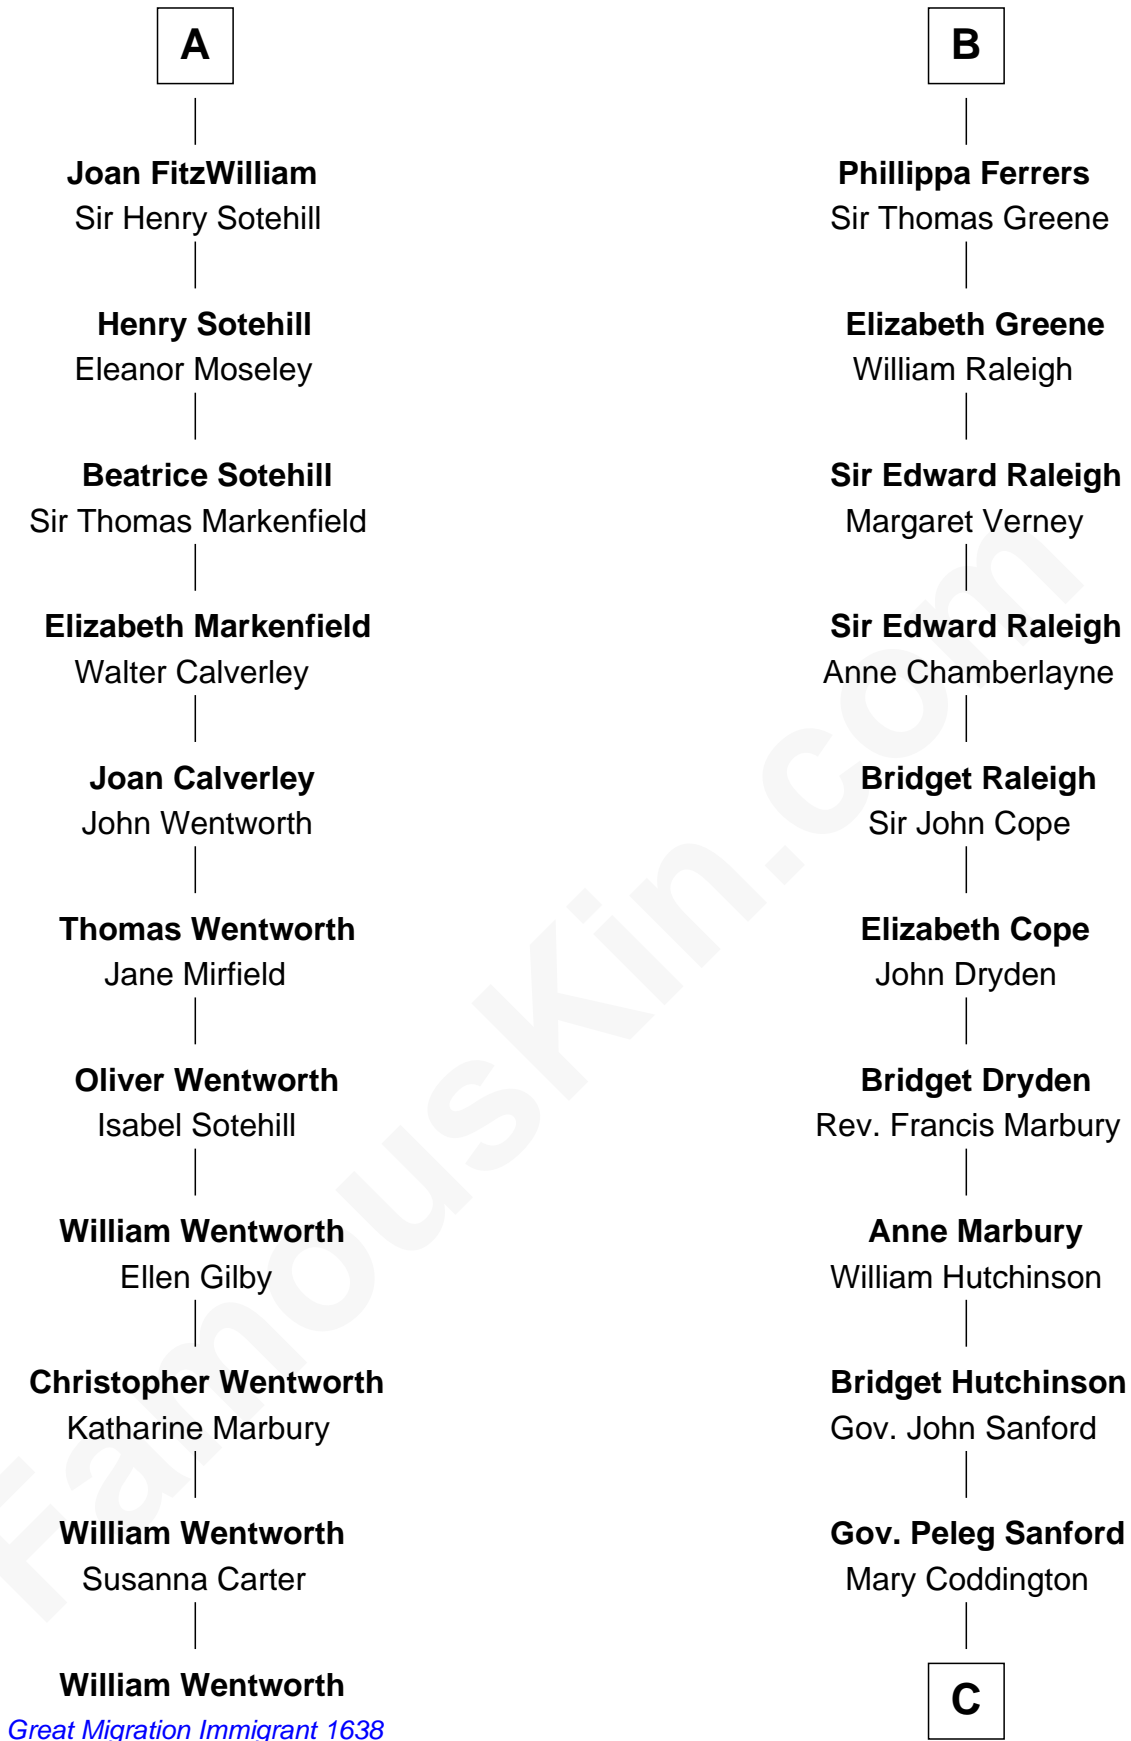 A
Joan FitzWilliam
Sir Henry Sotehill
Henry Sotehill
Eleanor Moseley
Beatrice Sotehill
Sir Thomas Markenfield
Elizabeth Markenfield
Walter Calverley
Joan Calverley
John Wentworth
Thomas Wentworth
Jane Mirfield
Oliver Wentworth
Isabel Sotehill
William Wentworth
Ellen Gilby
Christopher Wentworth
Katharine Marbury
William Wentworth
Susanna Carter
William Wentworth
Great Migration Immigrant 1638
B
Phillippa Ferrers
Sir Thomas Greene
Elizabeth Greene
William Raleigh
Sir Edward Raleigh
Margaret Verney
Sir Edward Raleigh
Anne Chamberlayne
Bridget Raleigh
Sir John Cope
Elizabeth Cope
John Dryden
Bridget Dryden
Rev. Francis Marbury
Anne Marbury
William Hutchinson
Bridget Hutchinson
Gov. John Sanford
Gov. Peleg Sanford
Mary Coddington
C
FamousKin.com